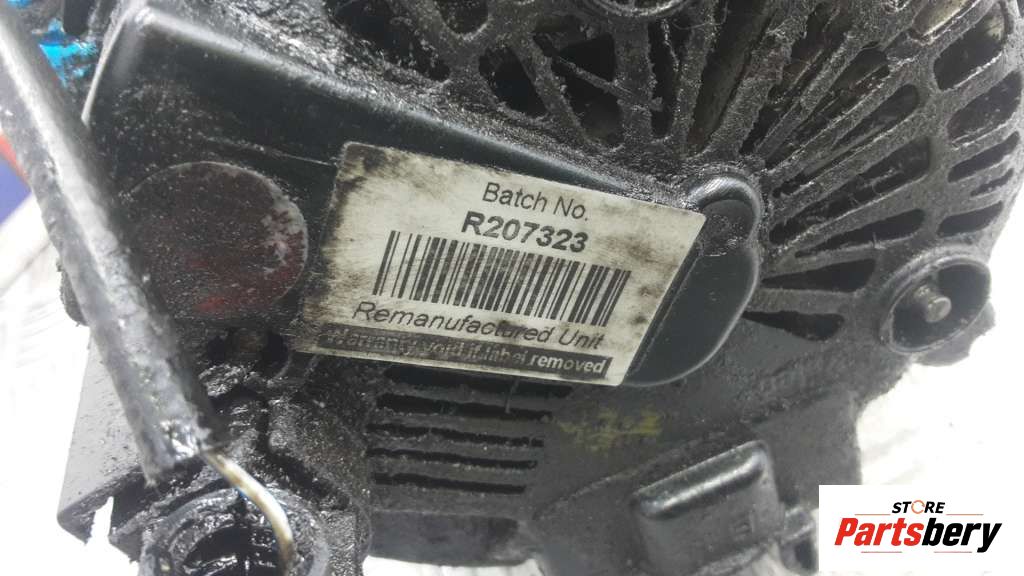 Batch No.
R207323
Remanufactured Unit
Warranty void if label removed
STORE
Partsbery